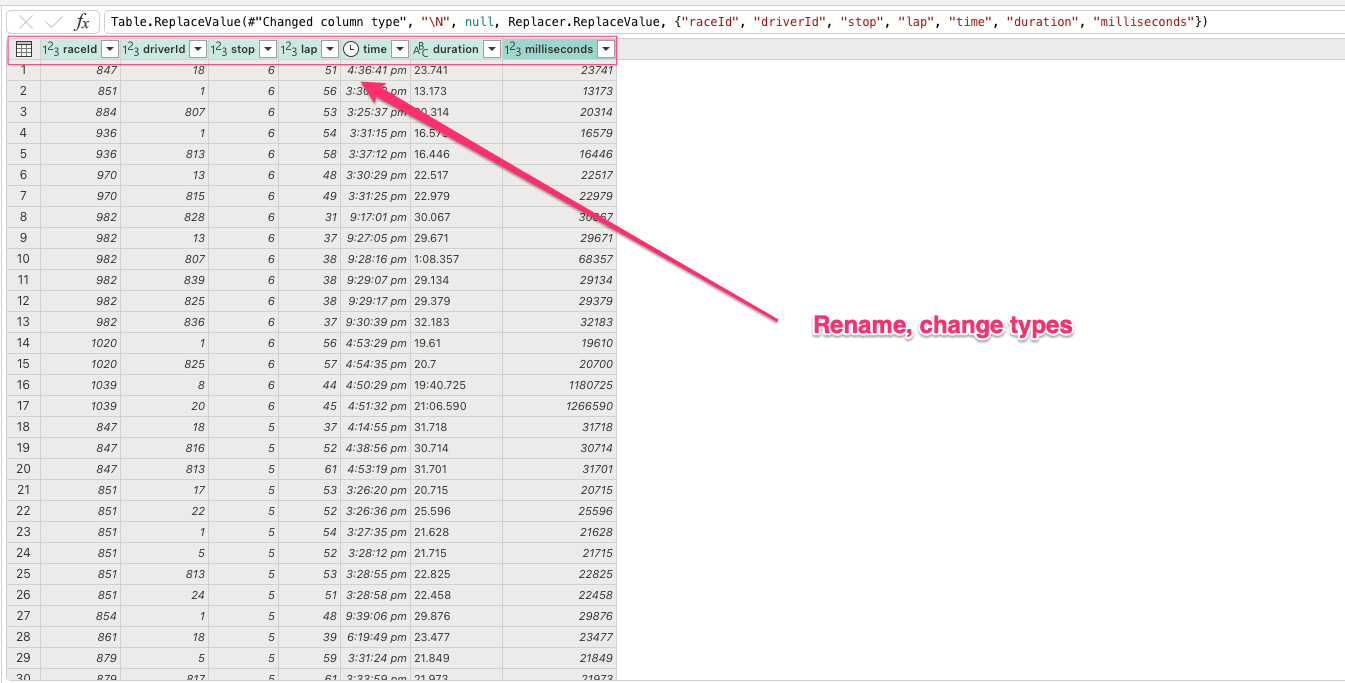 fx Table.ReplaceValue(#"Changed column type", "\N", null, Replacer.ReplaceValue, {"raceId", "driverId", "stop", "lap", "time", "duration", "milliseconds"})
1²3 raceId 1²3 driverId 1²3 stop 1²3 lap time ABC duration 1²3 milliseconds
1 847 18 6 51 4:36:41 pm 23.741 23741
2 851 1 6 56 pm 13.173 13173
3 884 807 6 53 3:25:37 pm 20314
4 936 1 6 54 3:31:15 pm 16579
5 936 813 6 58 3:37:12 pm 16.446 16446
6 970 13 6 48 3:30:29 pm 22.517 22517
7 970 815 6 49 3:31:25 pm 22.979 22979
8 982 828 6 31 9:17:01 pm 30.067 30067
9 982 13 6 37 9:27:05 pm 29.671 29671
10 982 807 6 38 9:28:16 pm 1:08.357 68357
11 982 839 6 38 9:29:07 pm 29.134 29134
12 982 825 6 38 9:29:17 pm 29.379 29379
13 982 836 6 37 9:30:39 pm 32.183 32183
Rename, change types
14 1020 1 6 56 4:53:29 pm 19.61 19610
15 1020 825 6 57 4:54:35 pm 20.7 20700
16 1039 8 6 44 4:50:29 pm 19:40.725 1180725
17 1039 20 6 45 4:51:32 pm 21:06.590 1266590
18 847 18 5 37 4:14:55 pm 31.718 31718
19 847 816 5 52 4:38:56 pm 30.714 30714
20 847 813 5 61 4:53:19 pm 31.701 31701
21 851 17 5 53 3:26:20 pm 20.715 20715
22 851 22 5 52 3:26:36 pm 25.596 25596
23 851 1 5 54 3:27:35 pm 21.628 21628
24 851 5 5 52 3:28:12 pm 21.715 21715
25 851 813 5 53 3:28:55 pm 22.825 22825
26 851 24 5 51 3:28:58 pm 22.458 22458
27 854 1 5 48 9:39:06 pm 29.876 29876
28 861 18 5 39 6:19:49 pm 23.477 23477
29 879 5 5 59 3:31:24 pm 21.849 21849
30 879 817 5 61 3:33:59 pm 21.973 21973